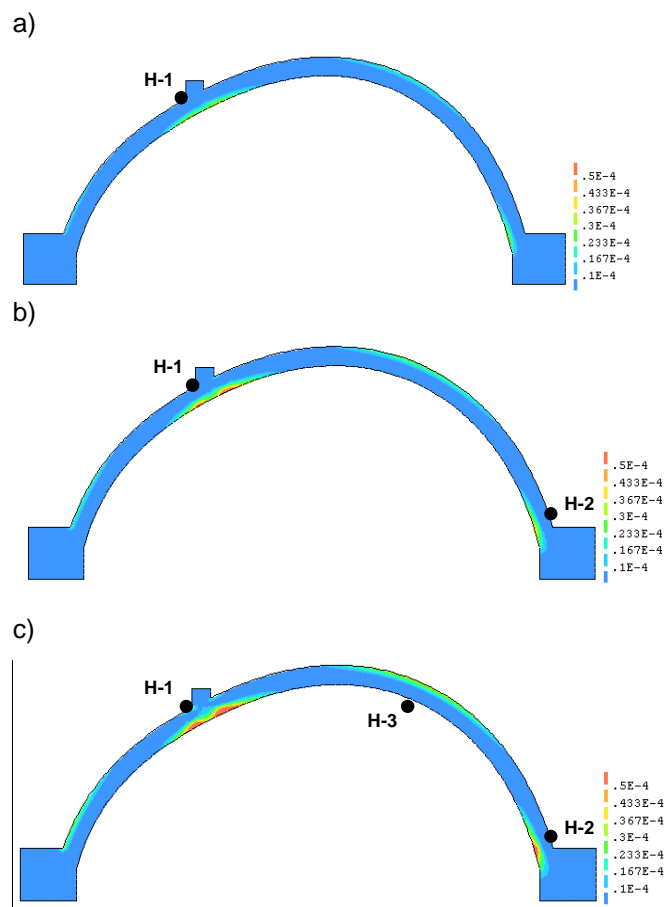 a)
H-1
.5E-4
.433E-4
.367E-4
.3E-4
.233E-4
.167E-4
.1E-4
b)
H-1
H-2
.5E-4
.433E-4
.367E-4
.3E-4
.233E-4
.167E-4
.1E-4
c)
H-1
H-3
H-2
.5E-4
.433E-4
.367E-4
.3E-4
.233E-4
.167E-4
.1E-4